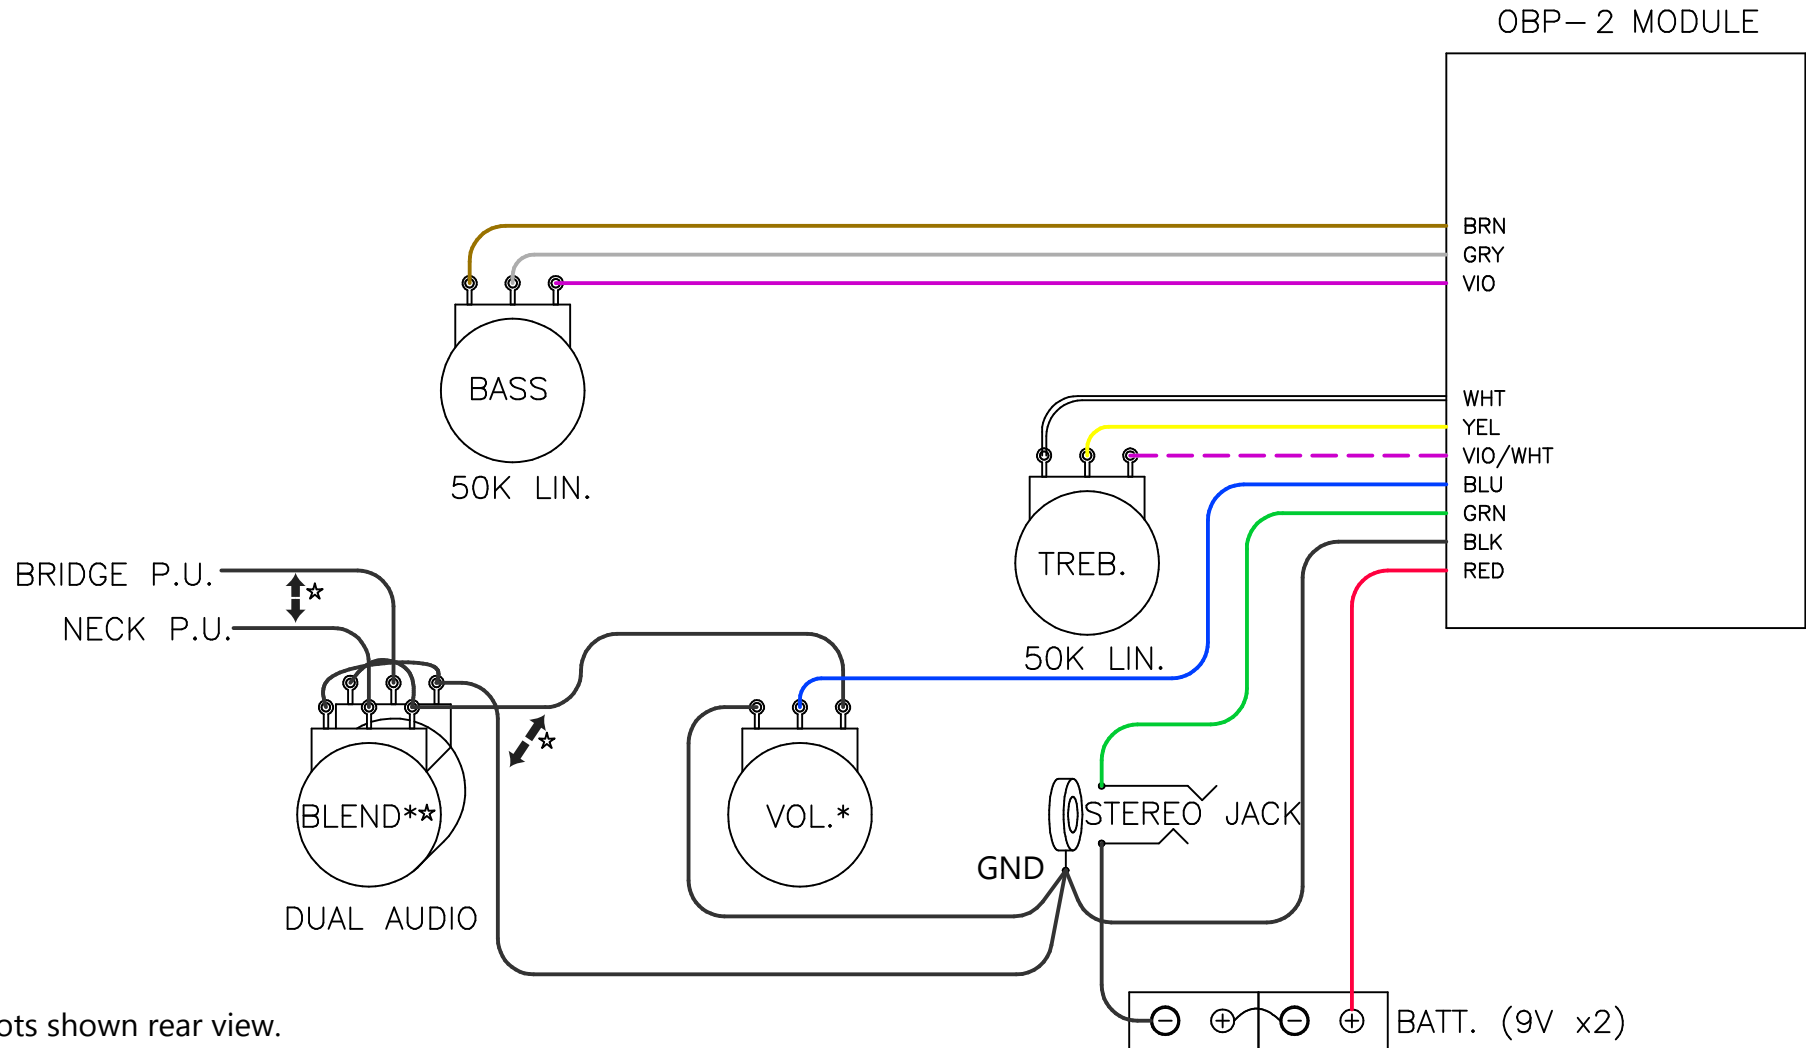 OBP-2 MODULE
BRN
GRY
VIO
BASS
50K LIN.
WHT
YEL
VIO/WHT
BLU
GRN
BLK
RED
TREB.
50K LIN.
BRIDGE P.U.
☆
NECK P.U.
☆
BLEND*☆
VOL.*
STEREO JACK
GND
DUAL AUDIO
BATT. (9V x2)
ots shown rear view.